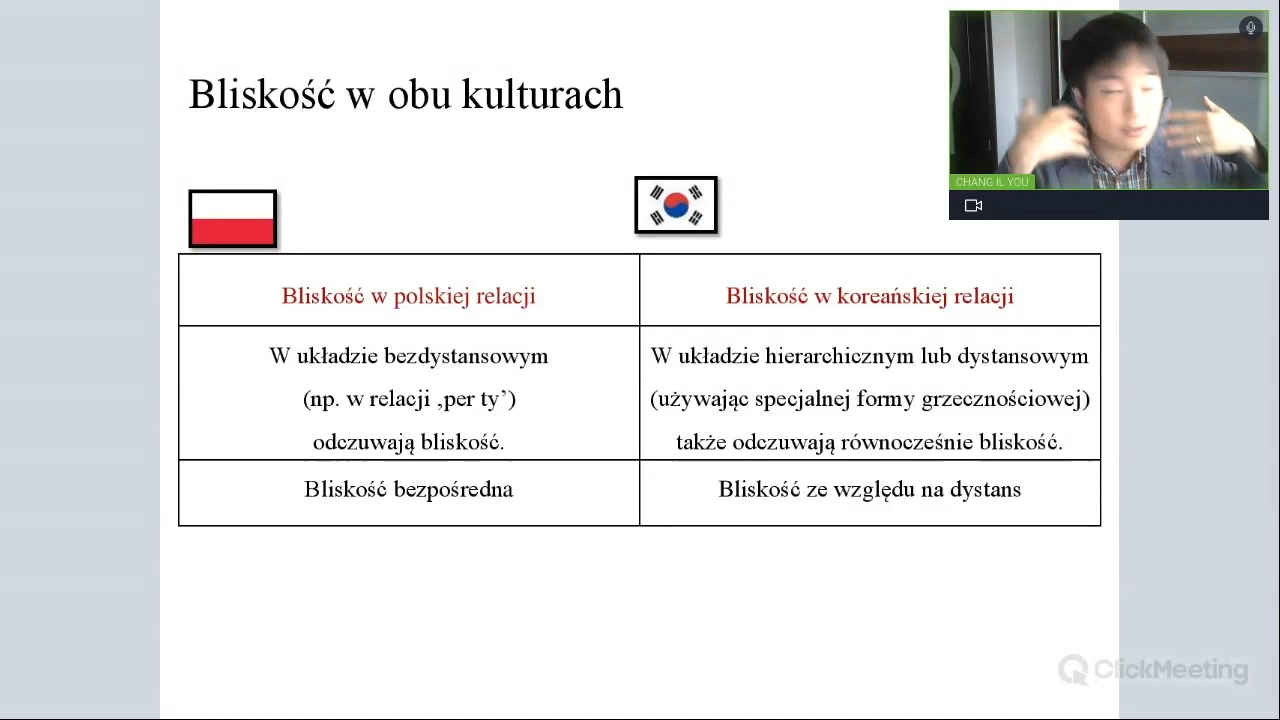 Bliskość w obu kulturach
CHANG IL YOU
Bliskość w polskiej relacji
Bliskość w koreańskiej relacji
W układzie bezdystansowym
(np. w relacji ‚per ty’)
odczuwają bliskość.
W układzie hierarchicznym lub dystansowym
(używając specjalnej formy grzecznościowej)
także odczuwają równocześnie bliskość.
Bliskość bezpośredna
Bliskość ze względu na dystans
ClickMeeting